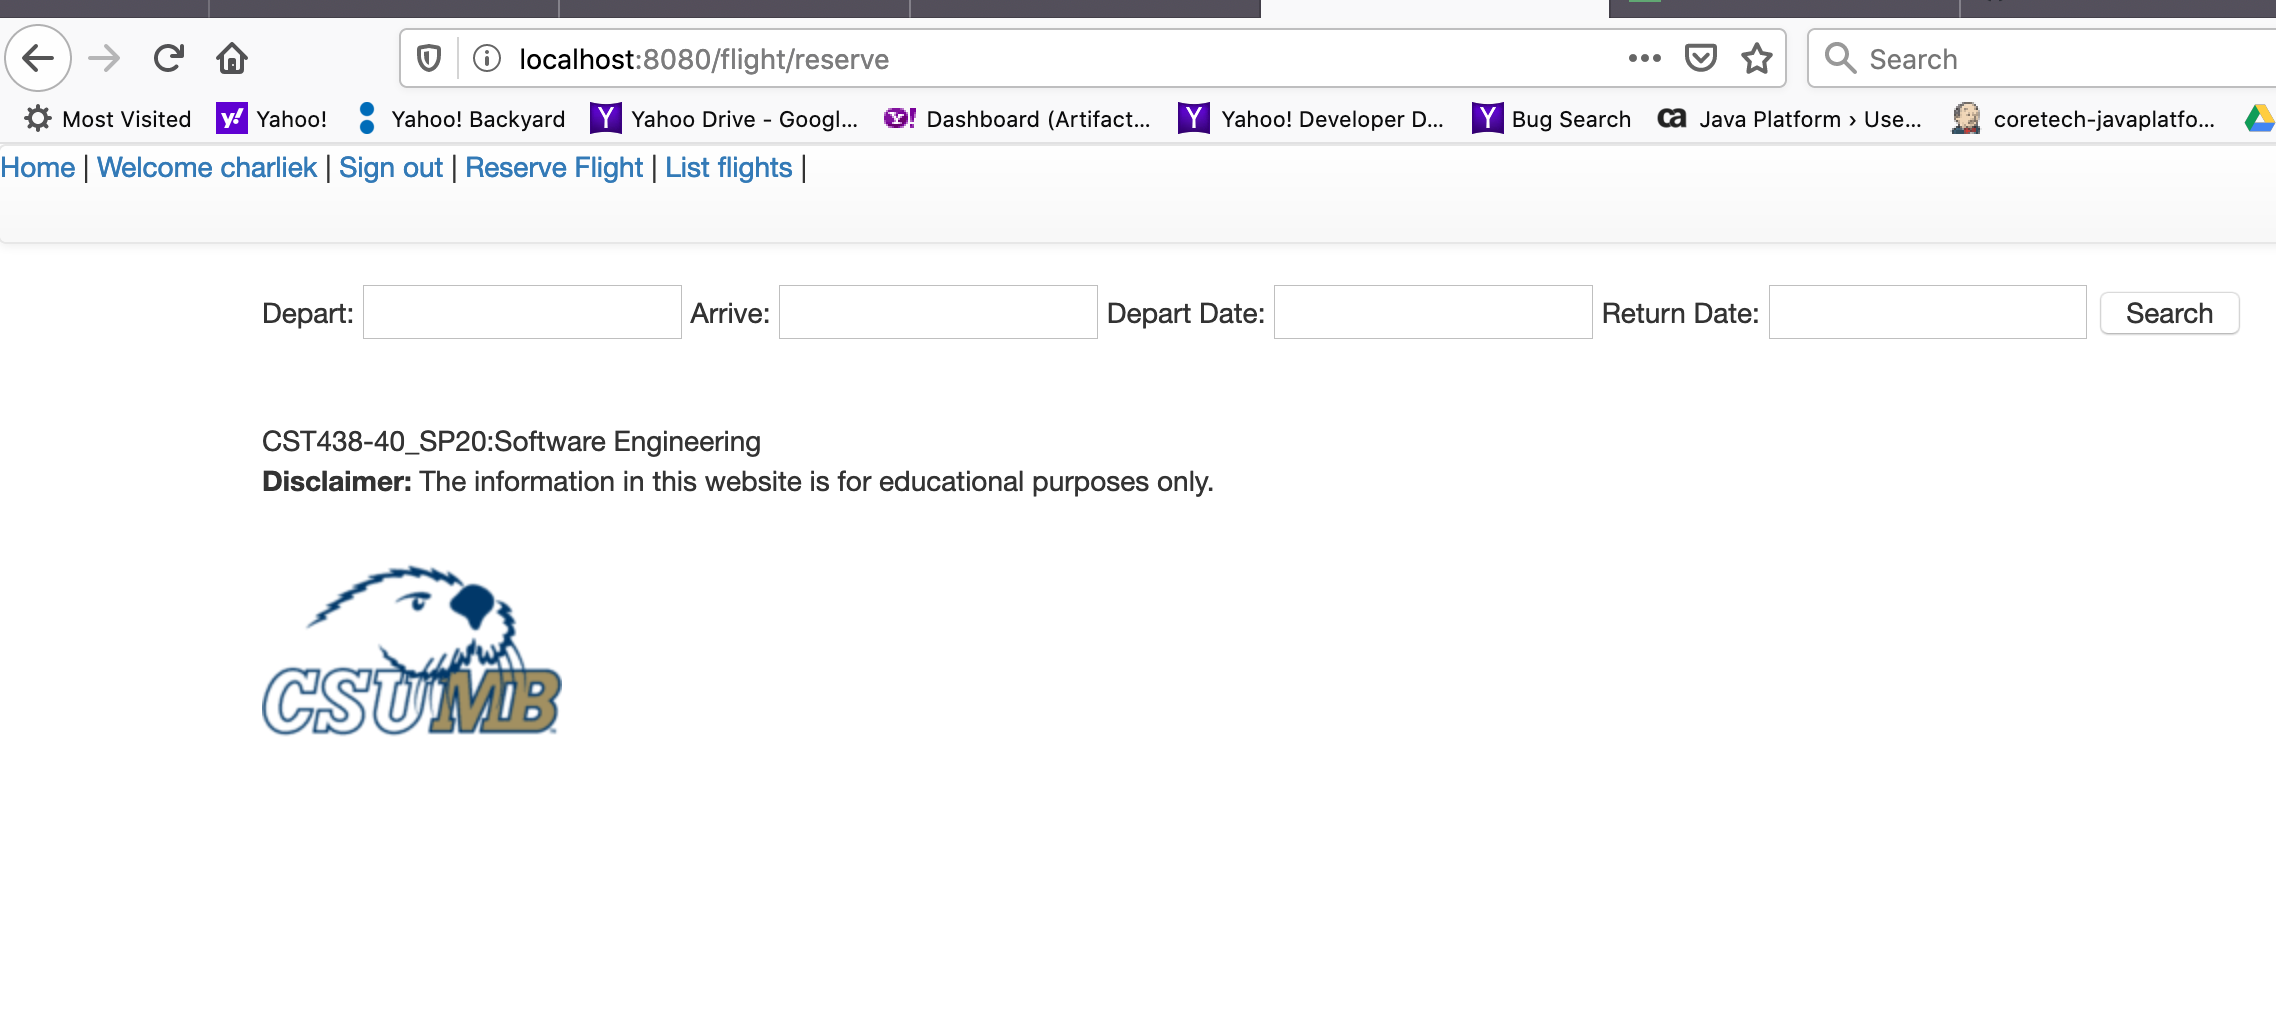 localhost:8080/flight/reserve
Search
Most Visited Yahoo! Yahoo! Backyard Yahoo Drive - Googl... Dashboard (Artifact... Yahoo! Developer D... Bug Search Java Platform › Use... coretech-javaplatfo...
Home | Welcome charliek | Sign out | Reserve Flight | List flights |
Depart: Arrive: Depart Date: Return Date: Search
CST438-40_SP20:Software Engineering
Disclaimer: The information in this website is for educational purposes only.
CSUMB